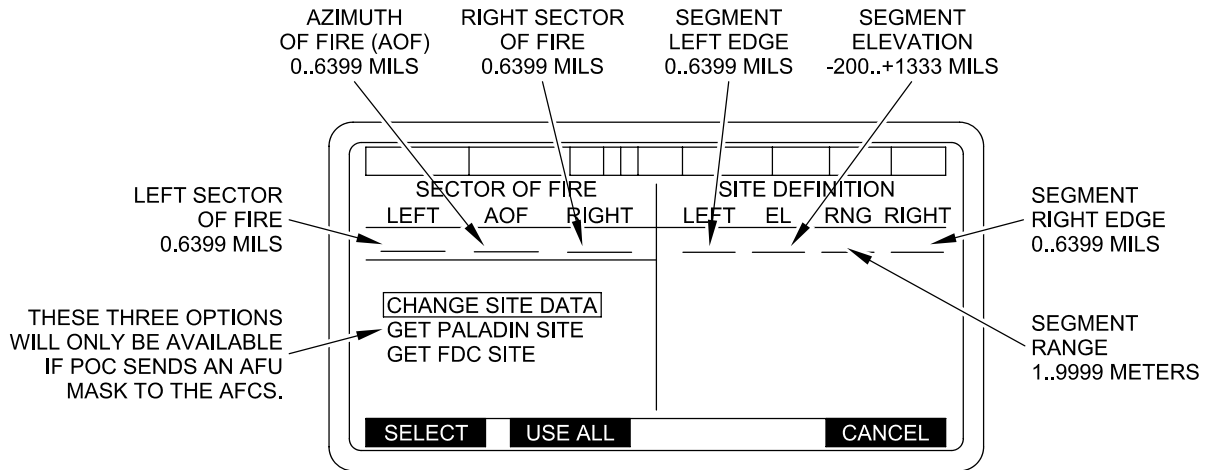 AZIMUTH
OF FIRE (AOF)
0..6399 MILS
RIGHT SECTOR
OF FIRE
0.6399 MILS
SEGMENT
LEFT EDGE
0..6399 MILS
SEGMENT
ELEVATION
-200..+1333 MILS
LEFT SECTOR
OF FIRE
0.6399 MILS
SECTOR OF FIRE
SITE DEFINITION
LEFT AOF RIGHT
LEFT EL RNG RIGHT
SEGMENT
RIGHT EDGE
0..6399 MILS
THESE THREE OPTIONS
WILL ONLY BE AVAILABLE
IF POC SENDS AN AFU
MASK TO THE AFCS.
CHANGE SITE DATA
GET PALADIN SITE
GET FDC SITE
SEGMENT
RANGE
1..9999 METERS
SELECT USE ALL CANCEL